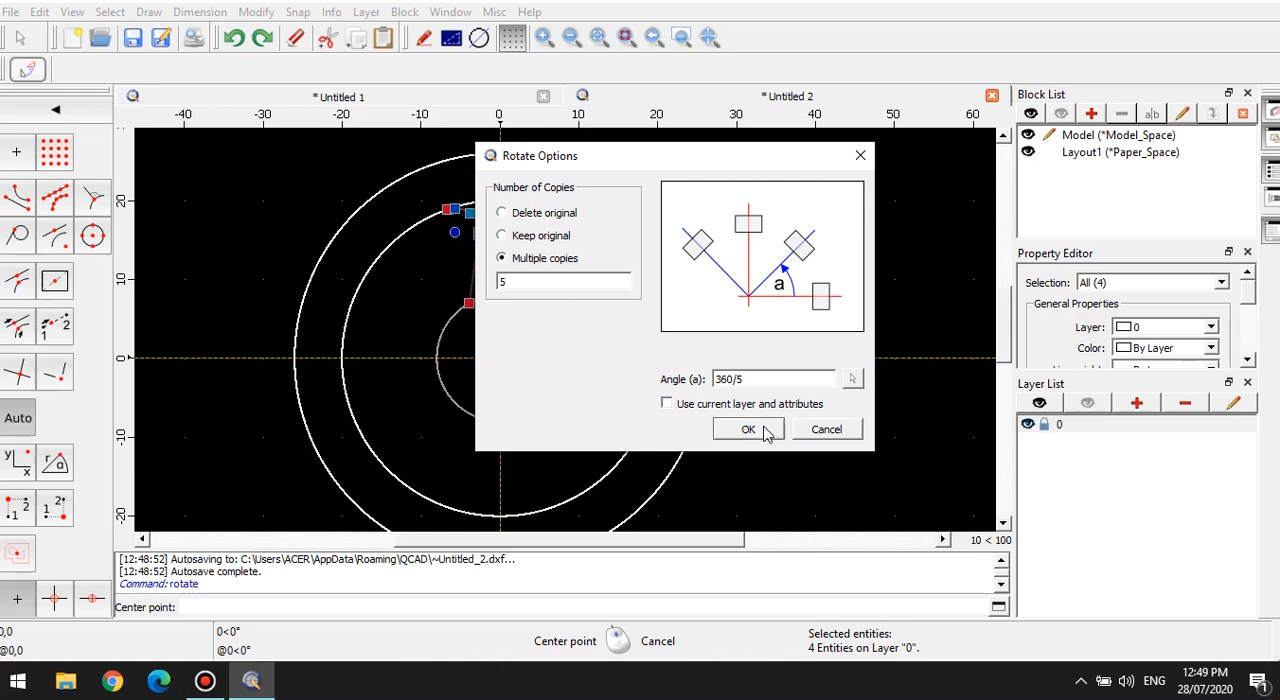 File Edit View Select Draw Dimension Modify Snap Info Layer Block Window Misc Help
* Untitled 1
* Untitled 2
-40 -30 -20 -10 0 10 20 30 40 50 60
20
10
0
-10
-20
Rotate Options
Number of Copies
Delete original
Keep original
Multiple copies
5
a
Angle (a): 360/5
Use current layer and attributes
OK Cancel
Block List
a|b
Model (*Model_Space)
Layout1 (*Paper_Space)
Property Editor
Selection: All (4)
General Properties
Layer: 0
Color: By Layer
Layer List
0
Auto
10 < 100
[12:48:52] Autosaving to: C:\Users\ACER\AppData\Roaming\QCAD\~Untitled_2.dxf...
[12:48:52] Autosave complete.
Command: rotate
Center point:
0,0
@0,0
0<0°
@0<0°
Center point Cancel
Selected entities:
4 Entities on Layer "0".
ENG
12:49 PM
28/07/2020
1